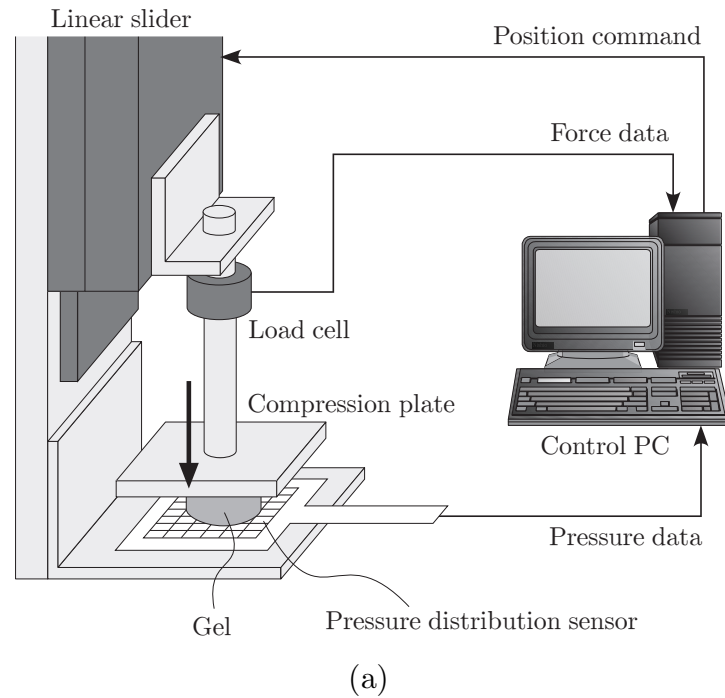 Linear slider
Position command
Force data
Load cell
Compression plate
Control PC
Pressure data
Gel
Pressure distribution sensor
(a)